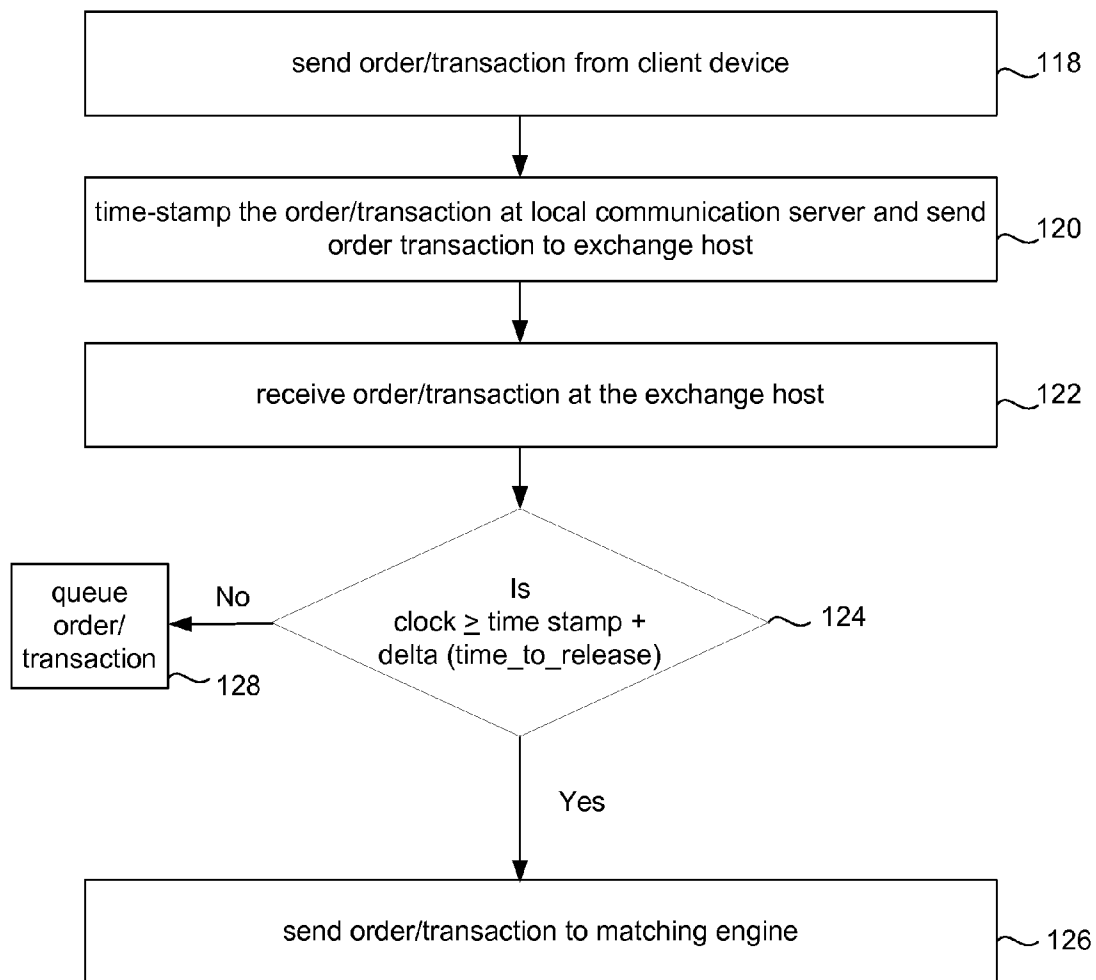 send order/transaction from client device
118
time-stamp the order/transaction at local communication server and send
order transaction to exchange host
120
receive order/transaction at the exchange host
122
Is
clock ≥ time stamp +
delta (time_to_release)
124
No
queue
order/
transaction
128
Yes
send order/transaction to matching engine
126